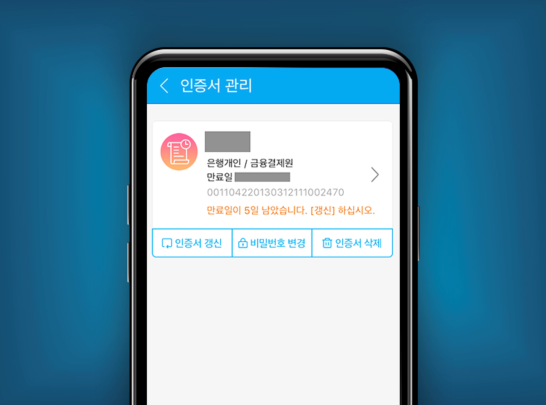 인증서 관리
은행개인 / 금융결제원
만료일
001104220130312111002470
만료일이 5일 남았습니다. [갱신] 하십시오.
인증서 갱신 비밀번호 변경 인증서 삭제